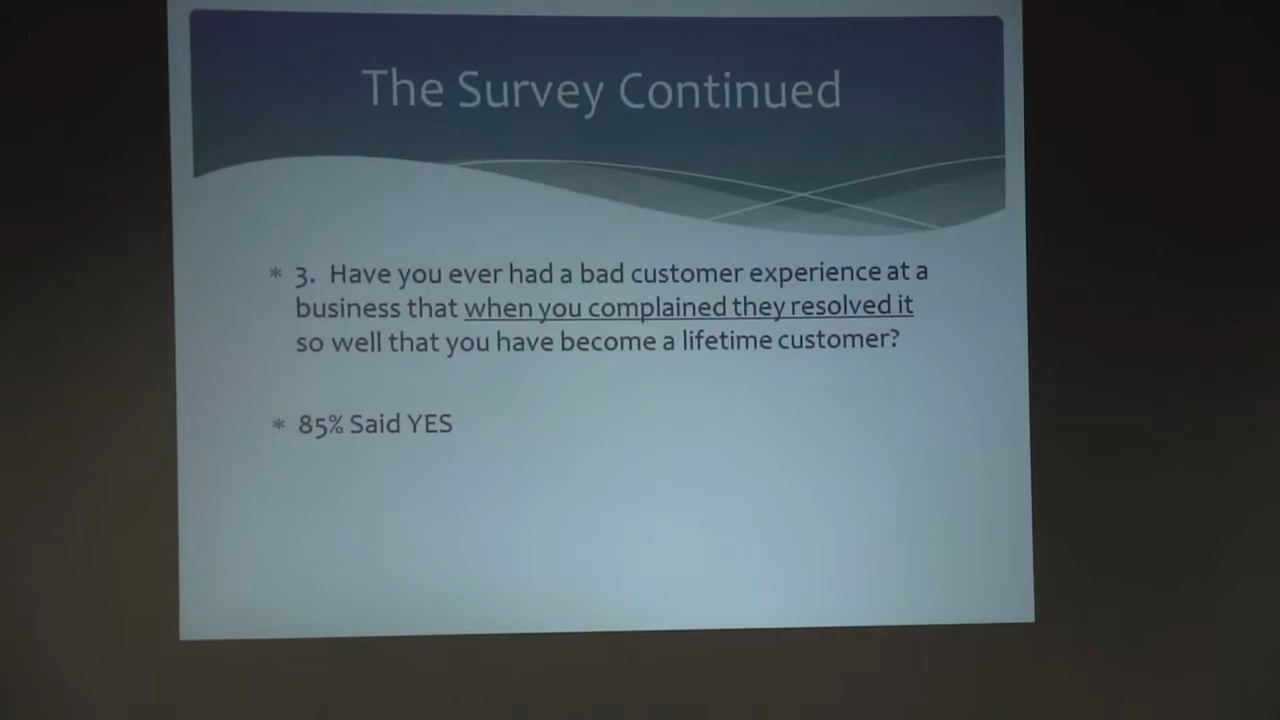 The Survey Continued
* 3. Have you ever had a bad customer experience at a
business that when you complained they resolved it
so well that you have become a lifetime customer?
* 85% Said YES